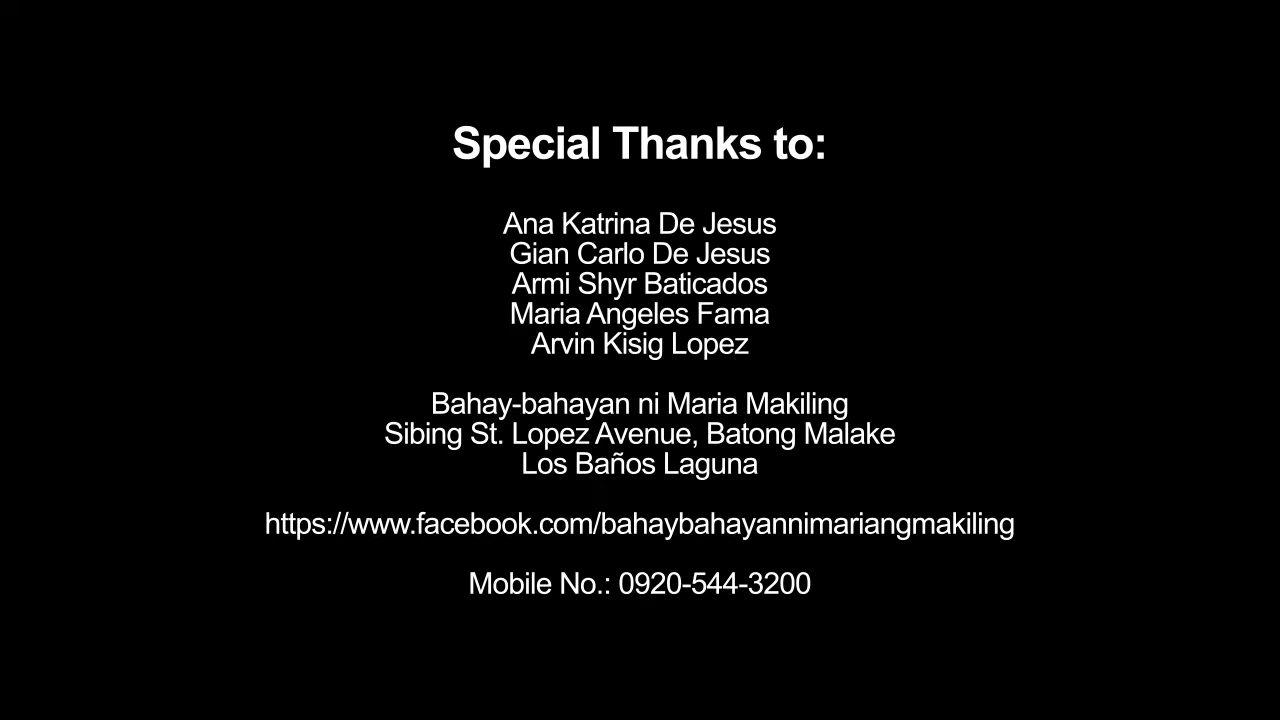 Special Thanks to:
Ana Katrina De Jesus
Gian Carlo De Jesus
Armi Shyr Baticados
Maria Angeles Fama
Arvin Kisig Lopez
Bahay-bahayan ni Maria Makiling
Sibing St. Lopez Avenue, Batong Malake
Los Baños Laguna
https://www.facebook.com/bahaybahayannimariangmakiling
Mobile No.: 0920-544-3200